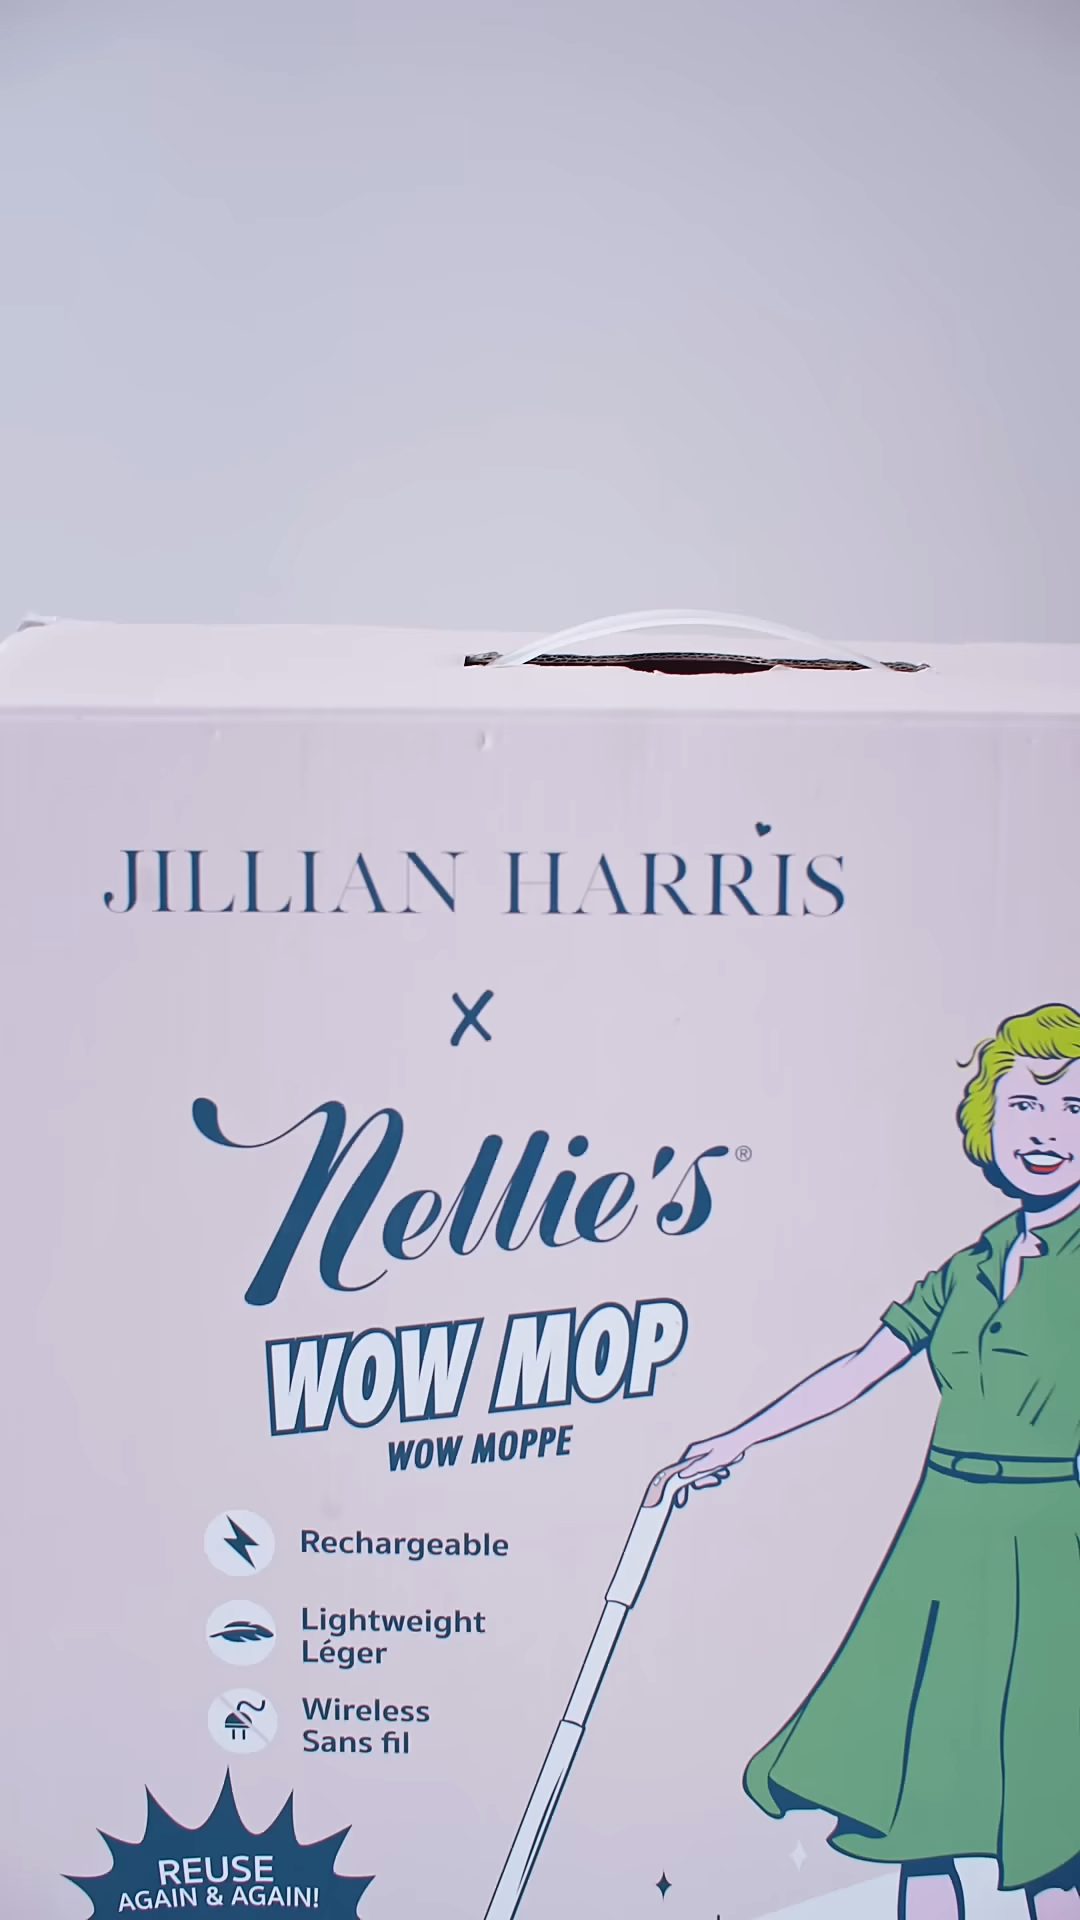 JILLIAN HARRIS
X
Nellie's®
WOW MOP
WOW MOPPE
Rechargeable
Lightweight
Léger
Wireless
Sans fil
REUSE
AGAIN & AGAIN!